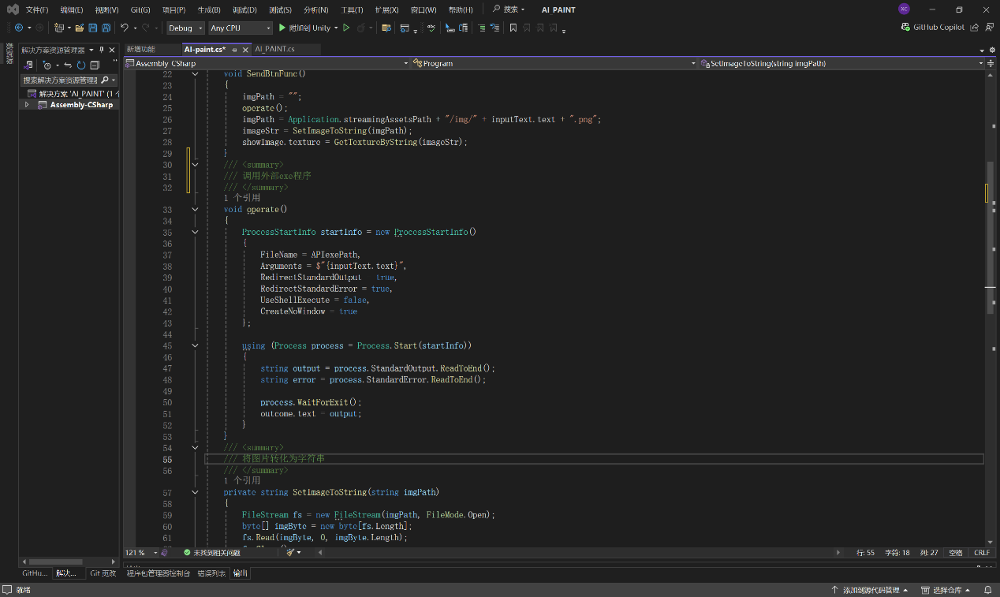 文件(F) 编辑(E) 视图(V) Git(G) 项目(P) 生成(B) 调试(D) 测试(S) 分析(N) 工具(T) 扩展(X) 窗口(W) 帮助(H) 搜索 AI_PAINT XC
Debug Any CPU 附加到 Unity GitHub Copilot
解决方案资源管理器
新增功能 AI-paint.cs* AI_PAINT.cs
Assembly-CSharp Program SetImageToString(string imgPath)
搜索解决方案资源管理器
解决方案 'AI_PAINT' (1 个
Assembly-CSharp
22 void SendBtnFunc()
23 {
24 imgPath = "";
25 operate();
26 imgPath = Application.streamingAssetsPath + "/img/" + inputText.text + ".png";
27 imageStr = SetImageToString(imgPath);
28 showImage.texture = GetTextureByString(imageStr);
29 }
30 /// <summary>
31 /// 调用外部exe程序
32 /// </summary>
1 个引用
33 void operate()
34 {
35 ProcessStartInfo startInfo = new ProcessStartInfo()
36 {
37 FileName = APIexePath,
38 Arguments = $"{inputText.text}",
39 RedirectStandardOutput = true,
40 RedirectStandardError = true,
41 UseShellExecute = false,
42 CreateNoWindow = true
43 };
44
45 using (Process process = Process.Start(startInfo))
46 {
47 string output = process.StandardOutput.ReadToEnd();
48 string error = process.StandardError.ReadToEnd();
49
50 process.WaitForExit();
51 outcome.text = output;
52 }
53 }
54 /// <summary>
55 /// 将图片转化为字符串
56 /// </summary>
1 个引用
57 private string SetImageToString(string imgPath)
58 {
59 FileStream fs = new FileStream(imgPath, FileMode.Open);
60 byte[] imgByte = new byte[fs.Length];
61 fs.Read(imgByte, 0, imgByte.Length);
121 % 未找到相关问题 行: 55 字符: 18 列: 27 空格 CRLF
GitHu... 解决... Git 更改 程序包管理器控制台 错误列表 输出
就绪 添加到源代码管理 选择仓库